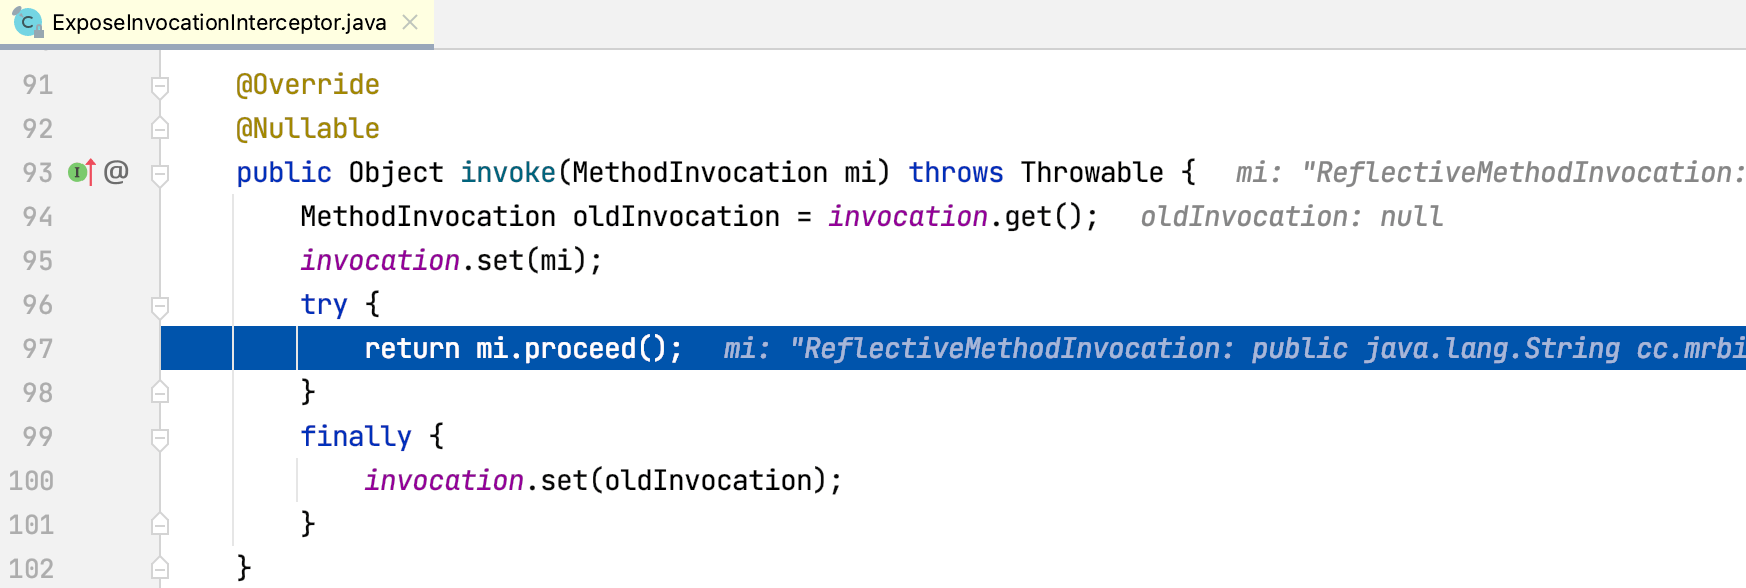 ExposeInvocationInterceptor.java
91 @Override
92 @Nullable
93 @ public Object invoke(MethodInvocation mi) throws Throwable { mi: "ReflectiveMethodInvocation:
94 MethodInvocation oldInvocation = invocation.get(); oldInvocation: null
95 invocation.set(mi);
96 try {
97 return mi.proceed(); mi: "ReflectiveMethodInvocation: public java.lang.String cc.mrbi
98 }
99 finally {
100 invocation.set(oldInvocation);
101 }
102 }